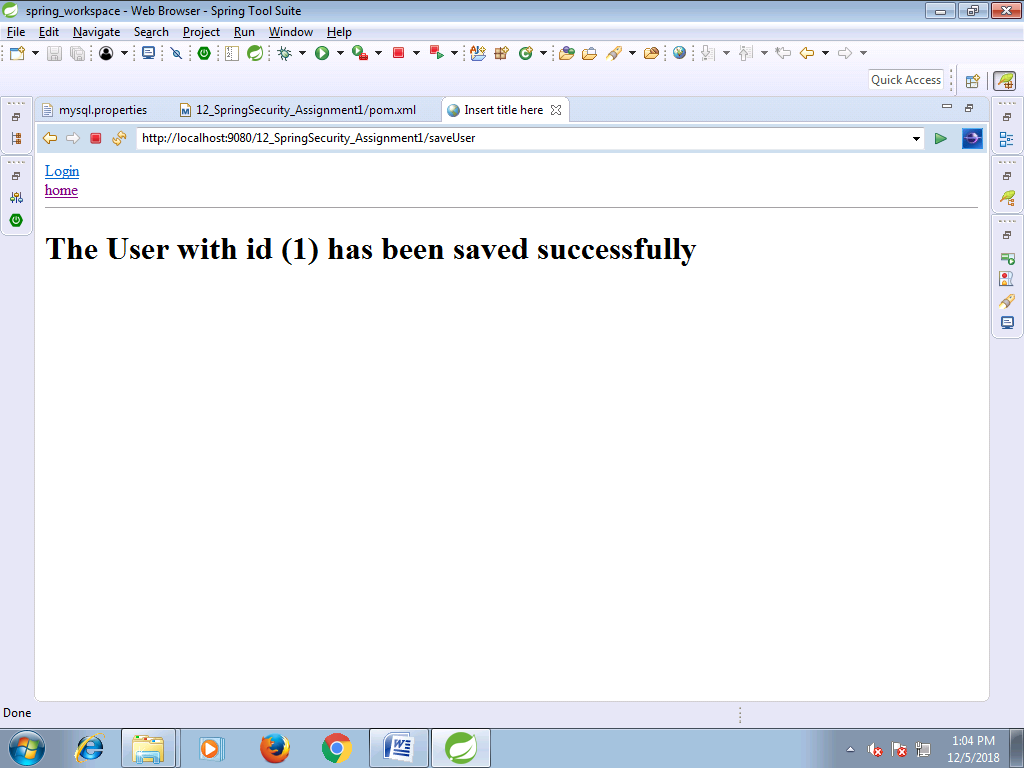 spring_workspace - Web Browser - Spring Tool Suite
File Edit Navigate Search Project Run Window Help
Quick Access
mysql.properties 12_SpringSecurity_Assignment1/pom.xml Insert title here
http://localhost:9080/12_SpringSecurity_Assignment1/saveUser
Login
home
The User with id (1) has been saved successfully
Done
1:04 PM
12/5/2018